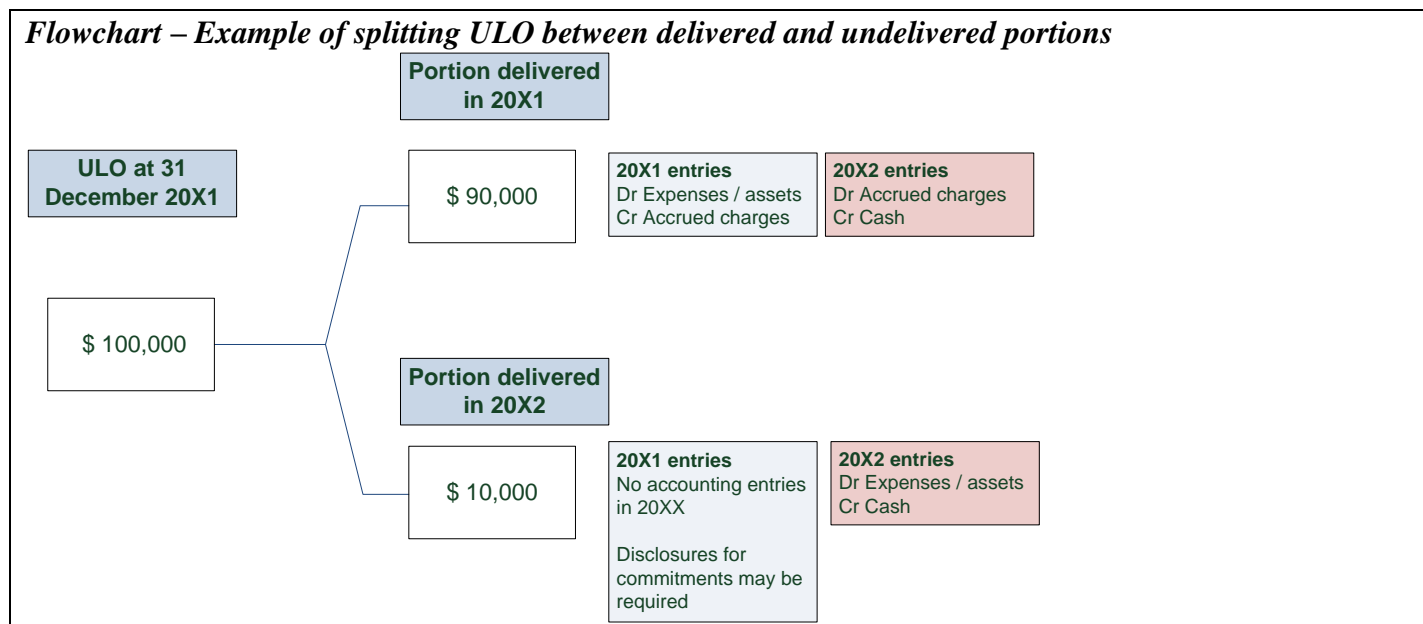 Flowchart – Example of splitting ULO between delivered and undelivered portions
Portion delivered
in 20X1
ULO at 31
December 20X1
$ 90,000
20X1 entries
Dr Expenses / assets
Cr Accrued charges
20X2 entries
Dr Accrued charges
Cr Cash
$ 100,000
Portion delivered
in 20X2
$ 10,000
20X1 entries
No accounting entries
in 20XX
Disclosures for
commitments may be
required
20X2 entries
Dr Expenses / assets
Cr Cash